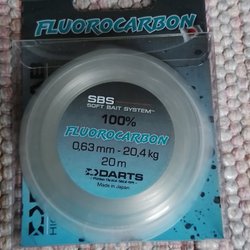 FLUOROCARBON
SBS
SOFT BAIT SYSTEM
100%
FLUOROCARBON
0,63 mm - 20,4 kg
20 m
DARTS
Made in Japan